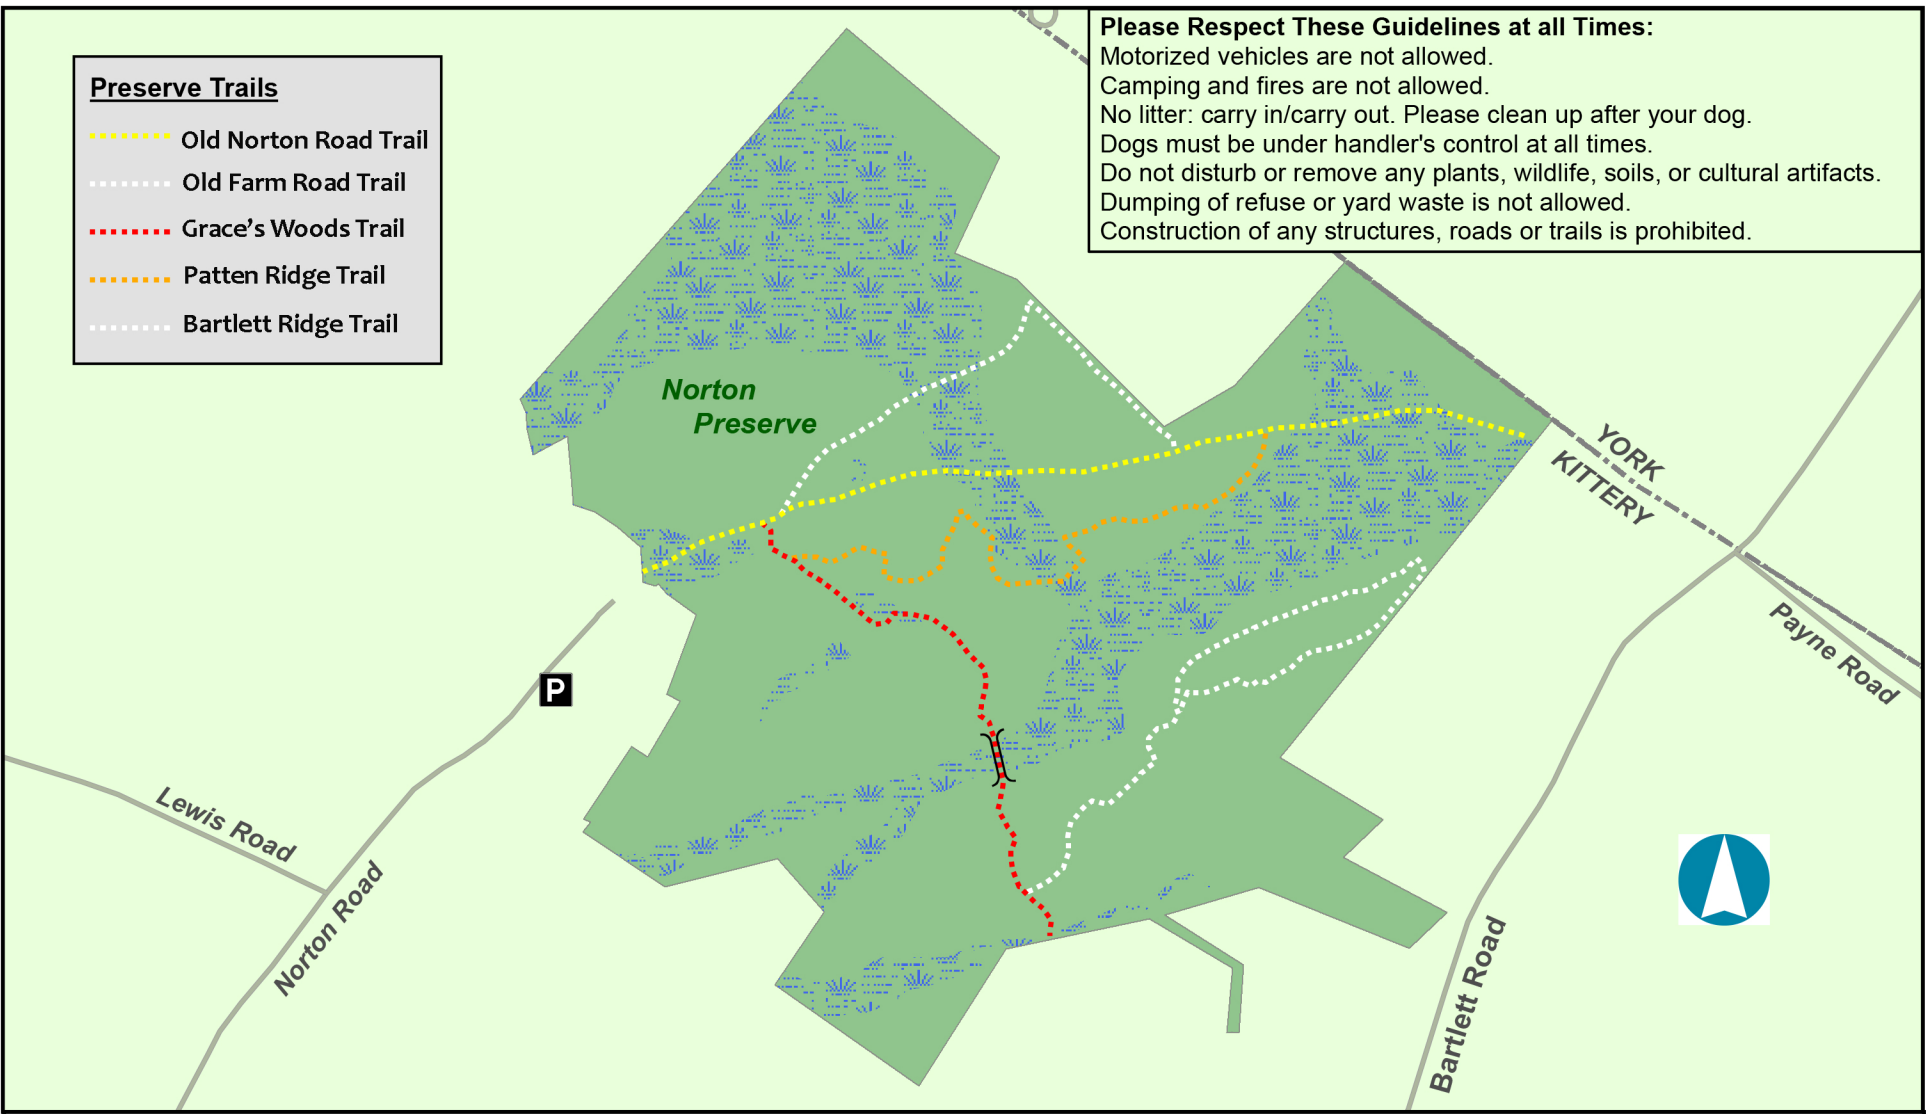 Please Respect These Guidelines at all Times:
Motorized vehicles are not allowed.
Camping and fires are not allowed.
No litter: carry in/carry out. Please clean up after your dog.
Dogs must be under handler's control at all times.
Do not disturb or remove any plants, wildlife, soils, or cultural artifacts.
Dumping of refuse or yard waste is not allowed.
Construction of any structures, roads or trails is prohibited.
Preserve Trails
Old Norton Road Trail
Old Farm Road Trail
Grace’s Woods Trail
Patten Ridge Trail
Bartlett Ridge Trail
Norton
Preserve
YORK
KITTERY
Payne Road
P
Lewis Road
Norton Road
Bartlett Road